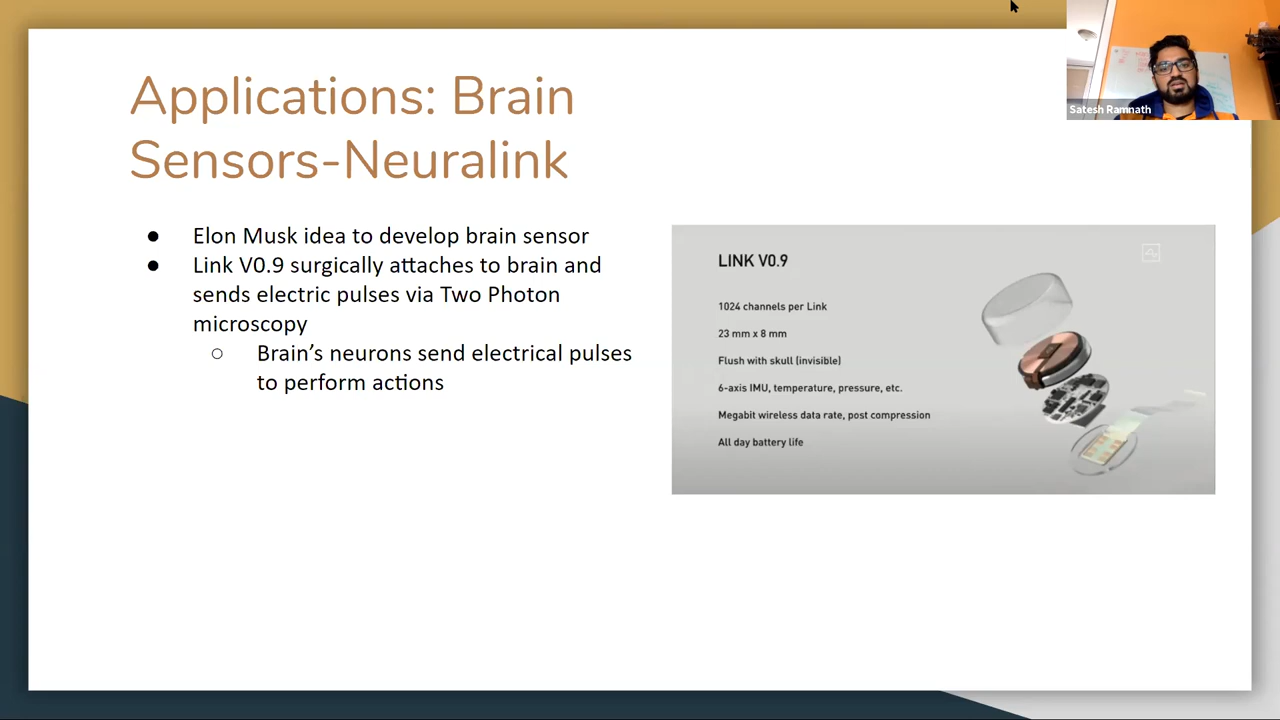 Applications: Brain
Sensors-Neuralink
● Elon Musk idea to develop brain sensor
● Link V0.9 surgically attaches to brain and
sends electric pulses via Two Photon
microscopy
○ Brain’s neurons send electrical pulses
to perform actions
LINK V0.9
1024 channels per Link
23 mm x 8 mm
Flush with skull (invisible)
6-axis IMU, temperature, pressure, etc.
Megabit wireless data rate, post compression
All day battery life
Satesh Ramnath